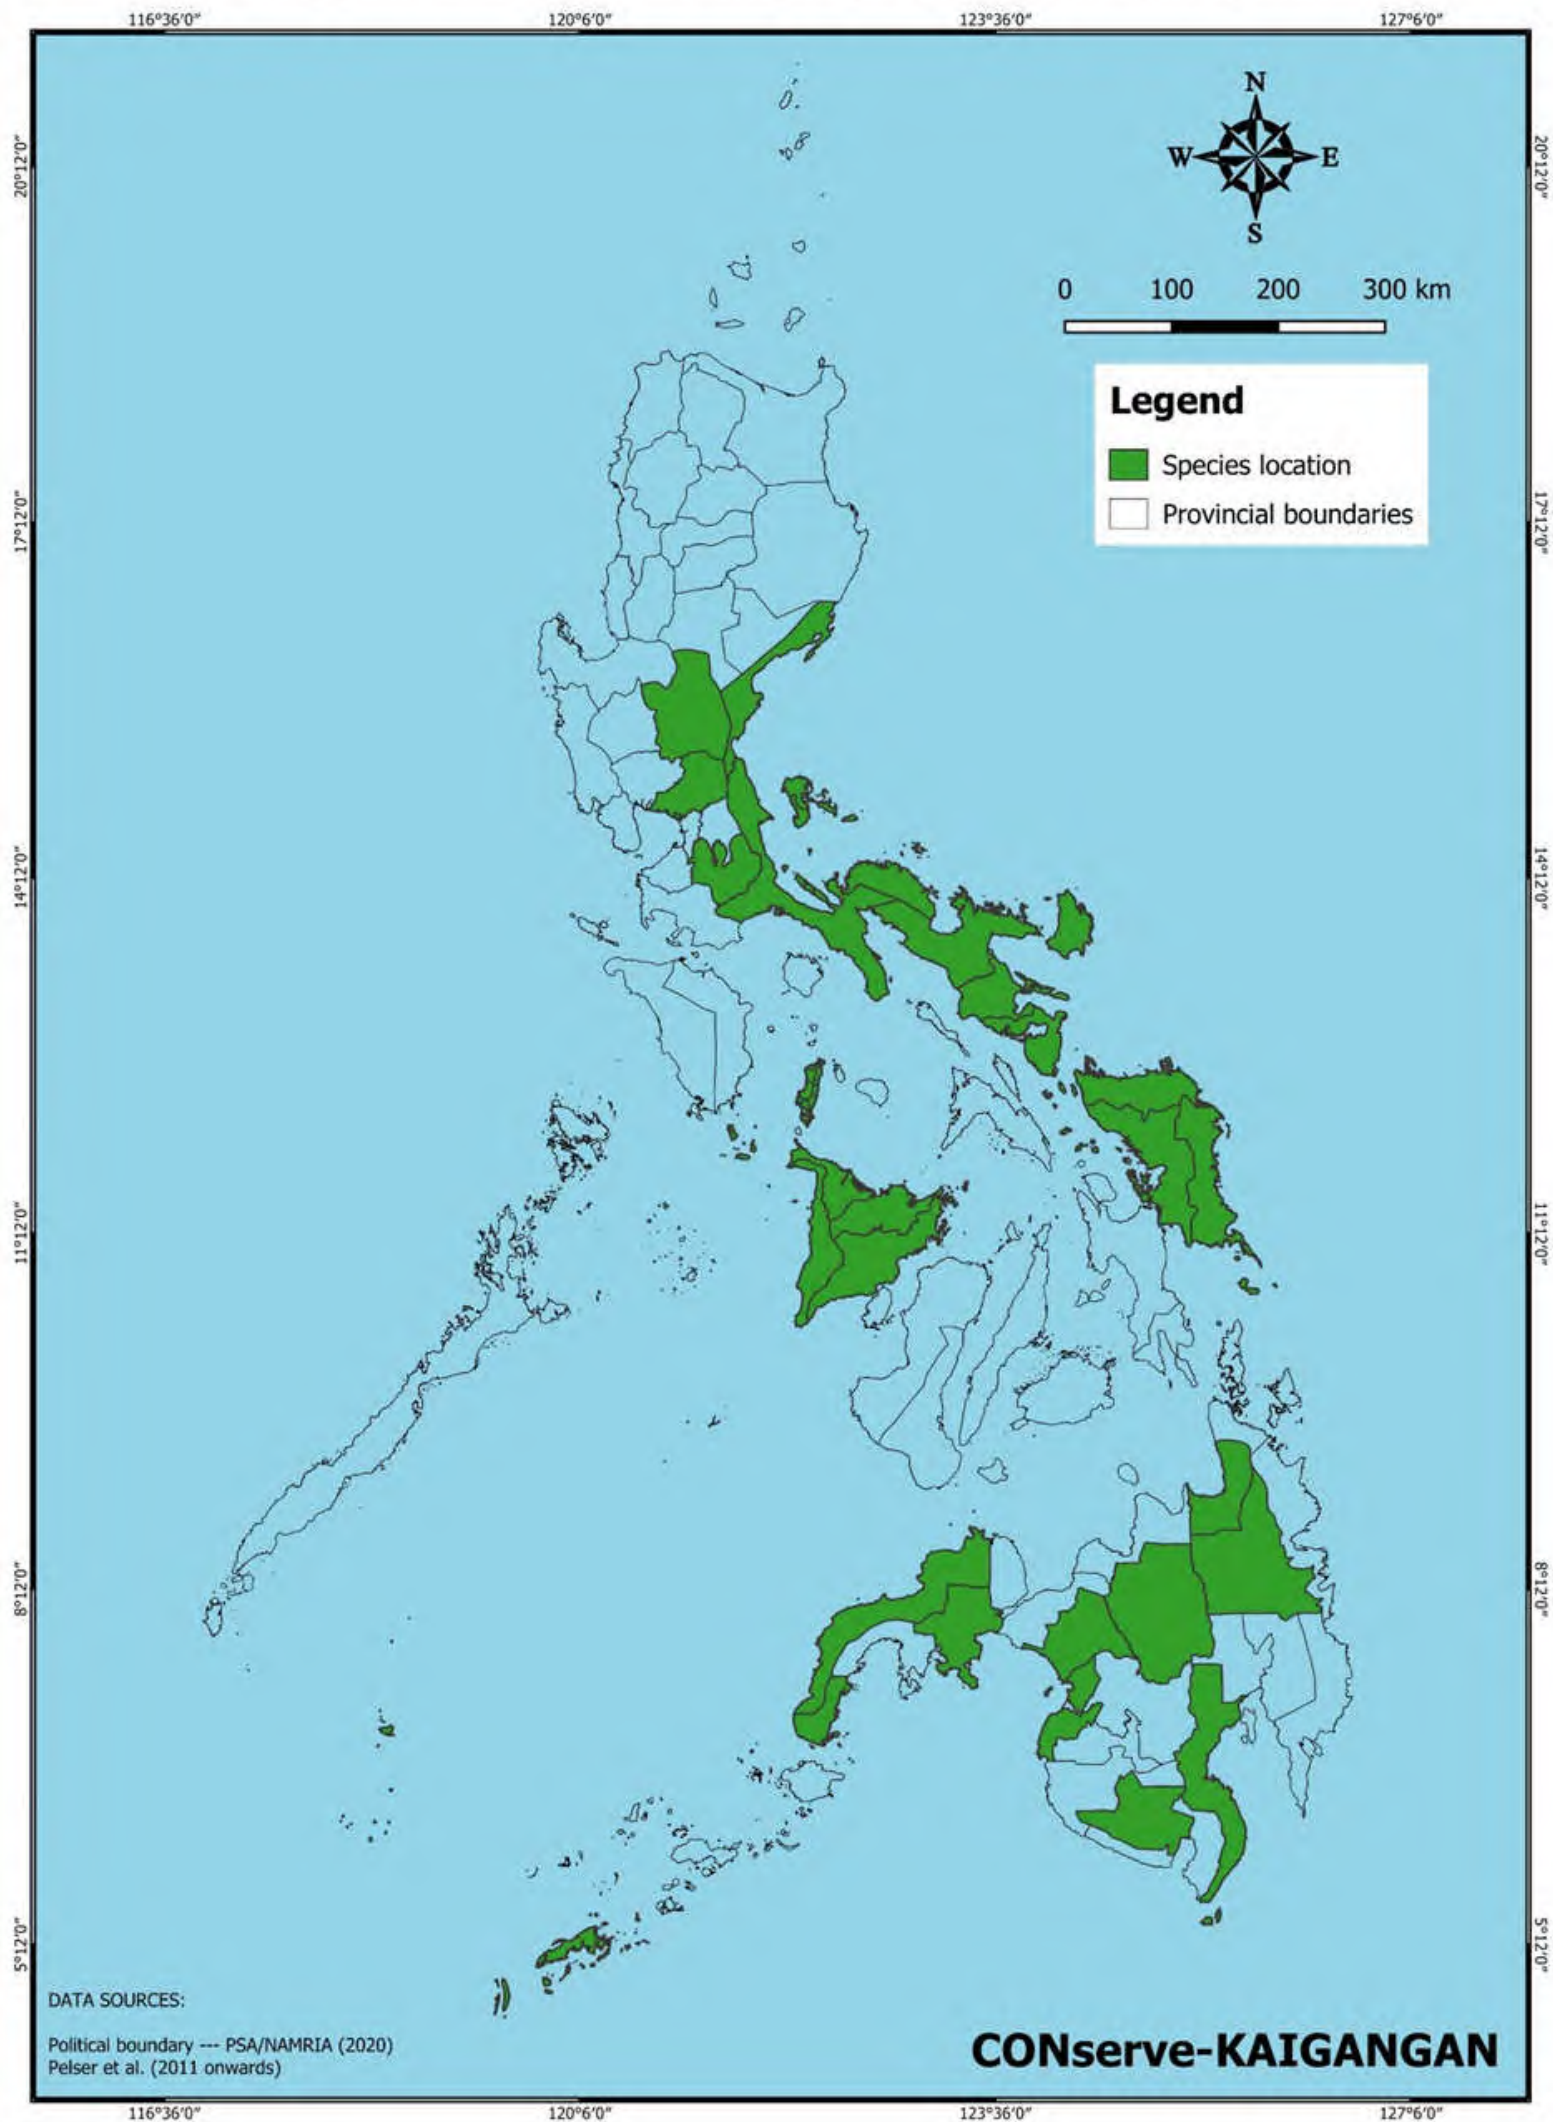 116°36'0" 120°6'0" 123°36'0" 127°6'0"
N
W E
S
20°12'0" 20°12'0"
0 100 200 300 km
Legend
Species location
Provincial boundaries
17°12'0" 17°12'0"
14°12'0" 14°12'0"
11°12'0" 11°12'0"
8°12'0" 8°12'0"
5°12'0" 5°12'0"
DATA SOURCES:
Political boundary --- PSA/NAMRIA (2020)
Pelser et al. (2011 onwards)
CONserve-KAIGANGAN
116°36'0" 120°6'0" 123°36'0" 127°6'0"